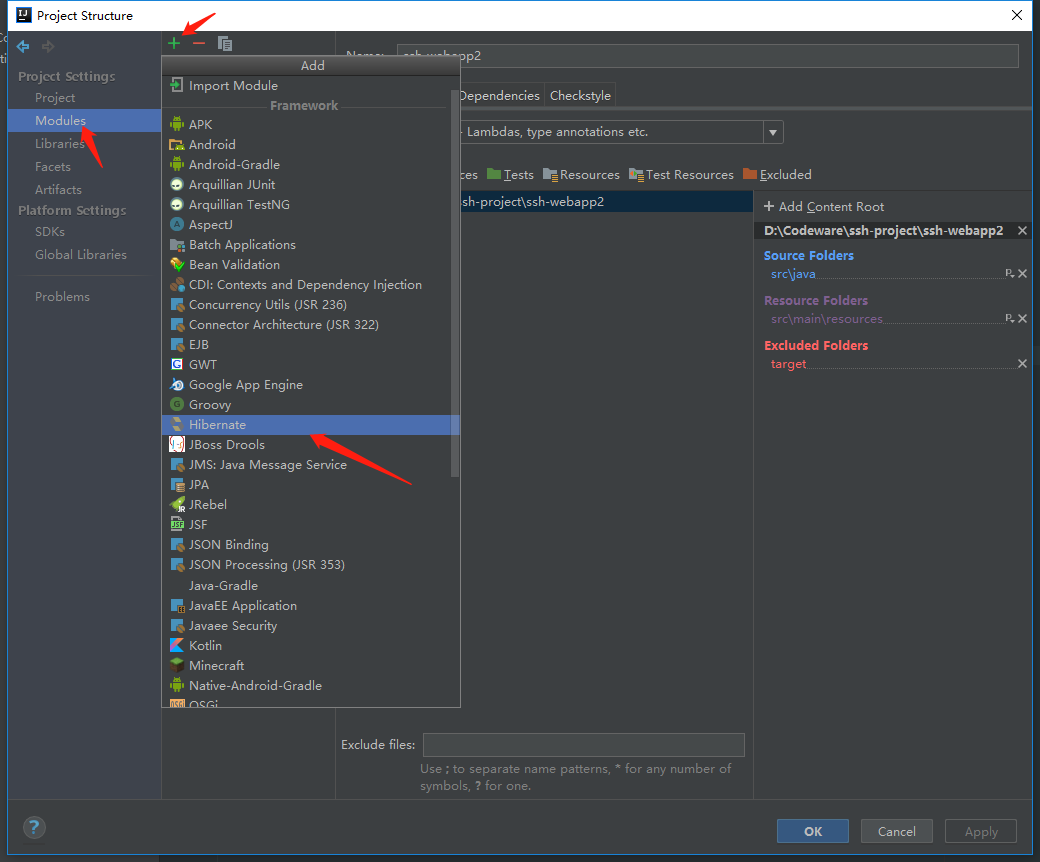 Project Structure
Project Settings
Project
Modules
Libraries
Facets
Artifacts
Platform Settings
SDKs
Global Libraries
Problems
Add
Import Module
Framework
APK
Android
Android-Gradle
Arquillian JUnit
Arquillian TestNG
AspectJ
Batch Applications
Bean Validation
CDI: Contexts and Dependency Injection
Concurrency Utils (JSR 236)
Connector Architecture (JSR 322)
EJB
GWT
Google App Engine
Groovy
Hibernate
JBoss Drools
JMS: Java Message Service
JPA
JRebel
JSF
JSON Binding
JSON Processing (JSR 353)
Java-Gradle
JavaEE Application
Javaee Security
Kotlin
Minecraft
Native-Android-Gradle
OSGi
Name: ssh-webapp2
Dependencies Checkstyle
- Lambdas, type annotations etc.
ces Tests Resources Test Resources Excluded
sh-project\ssh-webapp2
+ Add Content Root
D:\Codeware\ssh-project\ssh-webapp2
Source Folders
src\java
Resource Folders
src\main\resources
Excluded Folders
target
Exclude files:
Use ; to separate name patterns, * for any number of
symbols, ? for one.
?
OK Cancel Apply